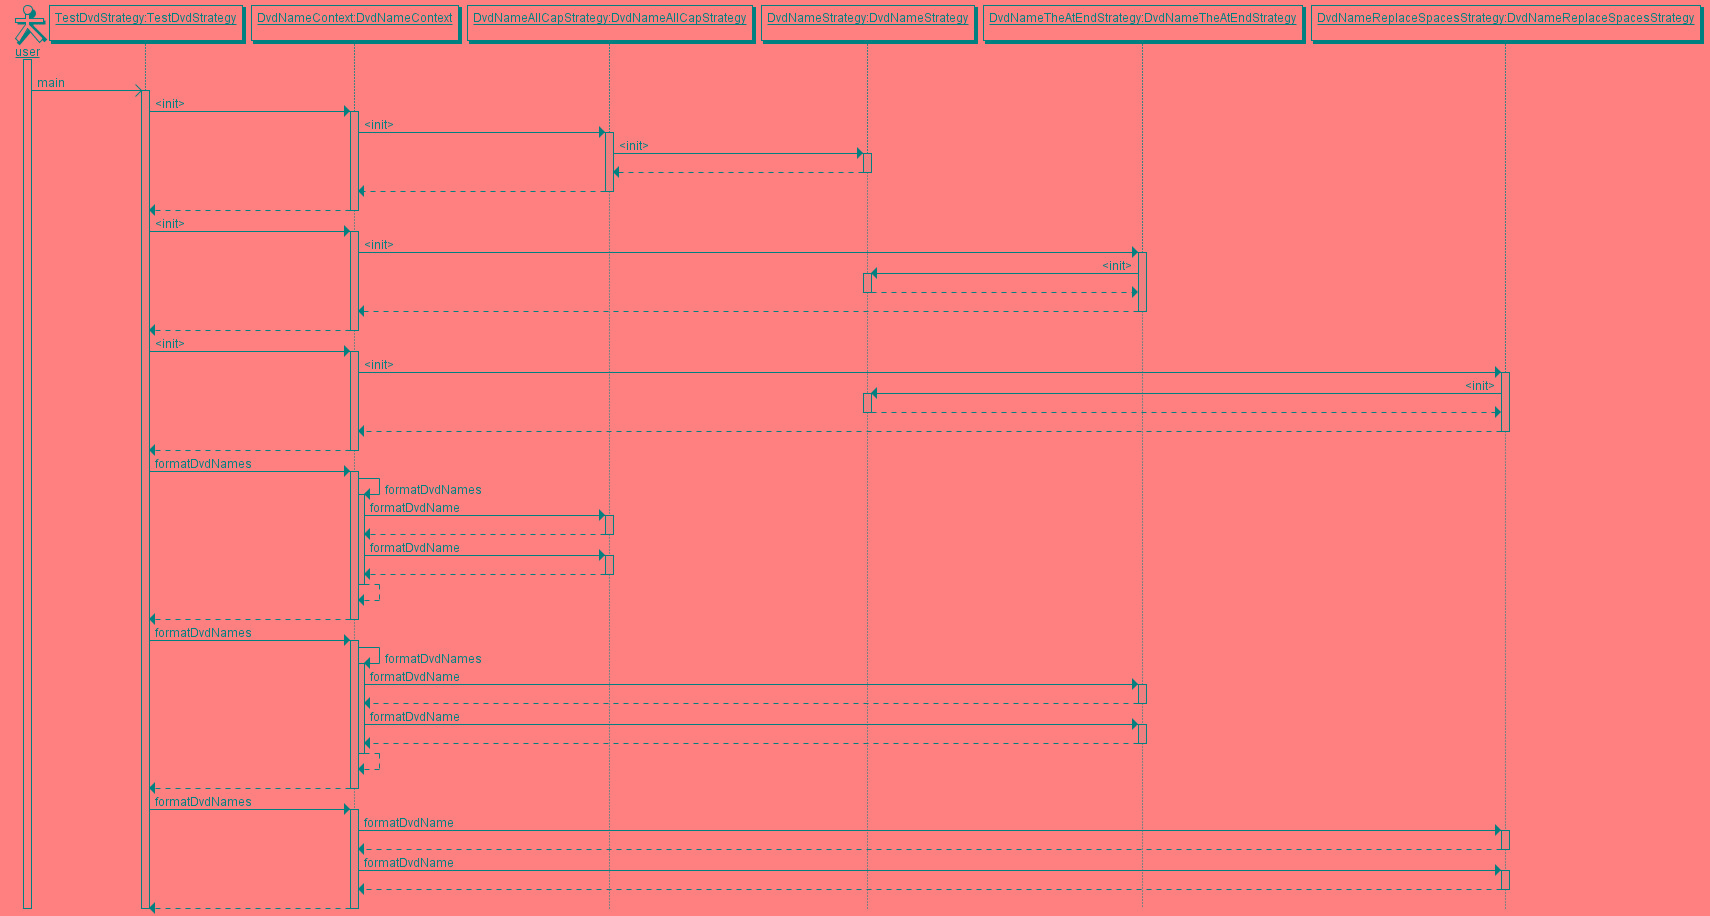 TestDvdStrategy:TestDvdStrategy
DvdNameContext:DvdNameContext
DvdNameAllCapStrategy:DvdNameAllCapStrategy
DvdNameStrategy:DvdNameStrategy
DvdNameTheAtEndStrategy:DvdNameTheAtEndStrategy
DvdNameReplaceSpacesStrategy:DvdNameReplaceSpacesStrategy
user
main
<init>
<init>
<init>
<init>
<init>
<init>
<init>
<init>
<init>
formatDvdNames
formatDvdNames
formatDvdName
formatDvdName
formatDvdNames
formatDvdNames
formatDvdName
formatDvdName
formatDvdNames
formatDvdName
formatDvdName